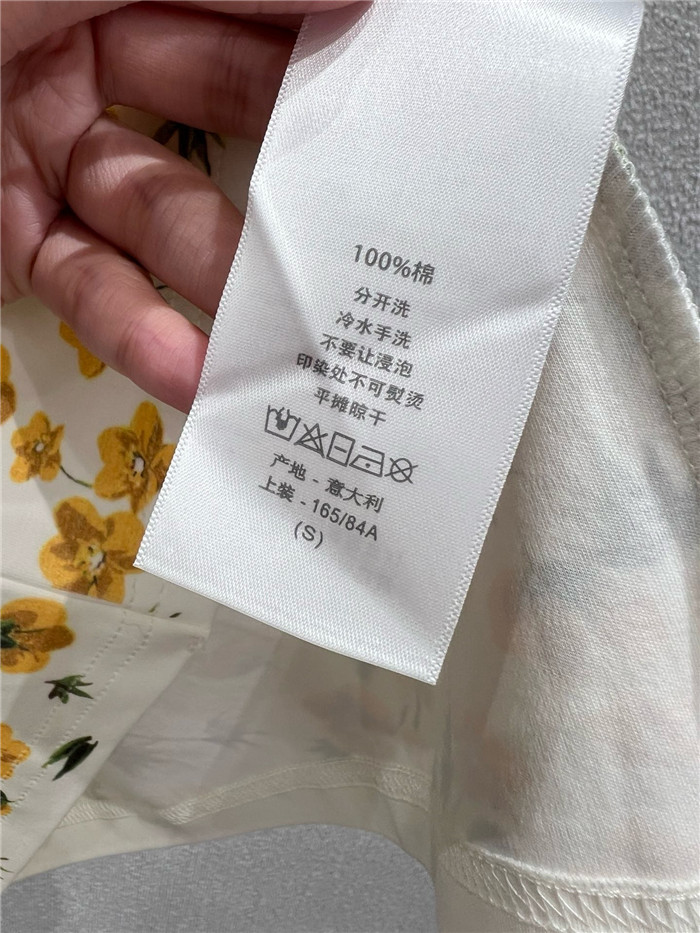 100%棉
分开洗
冷水手洗
不要让浸泡
印染处不可熨烫
平摊晾干
产地 - 意大利
上装 - 165/84A
(S)